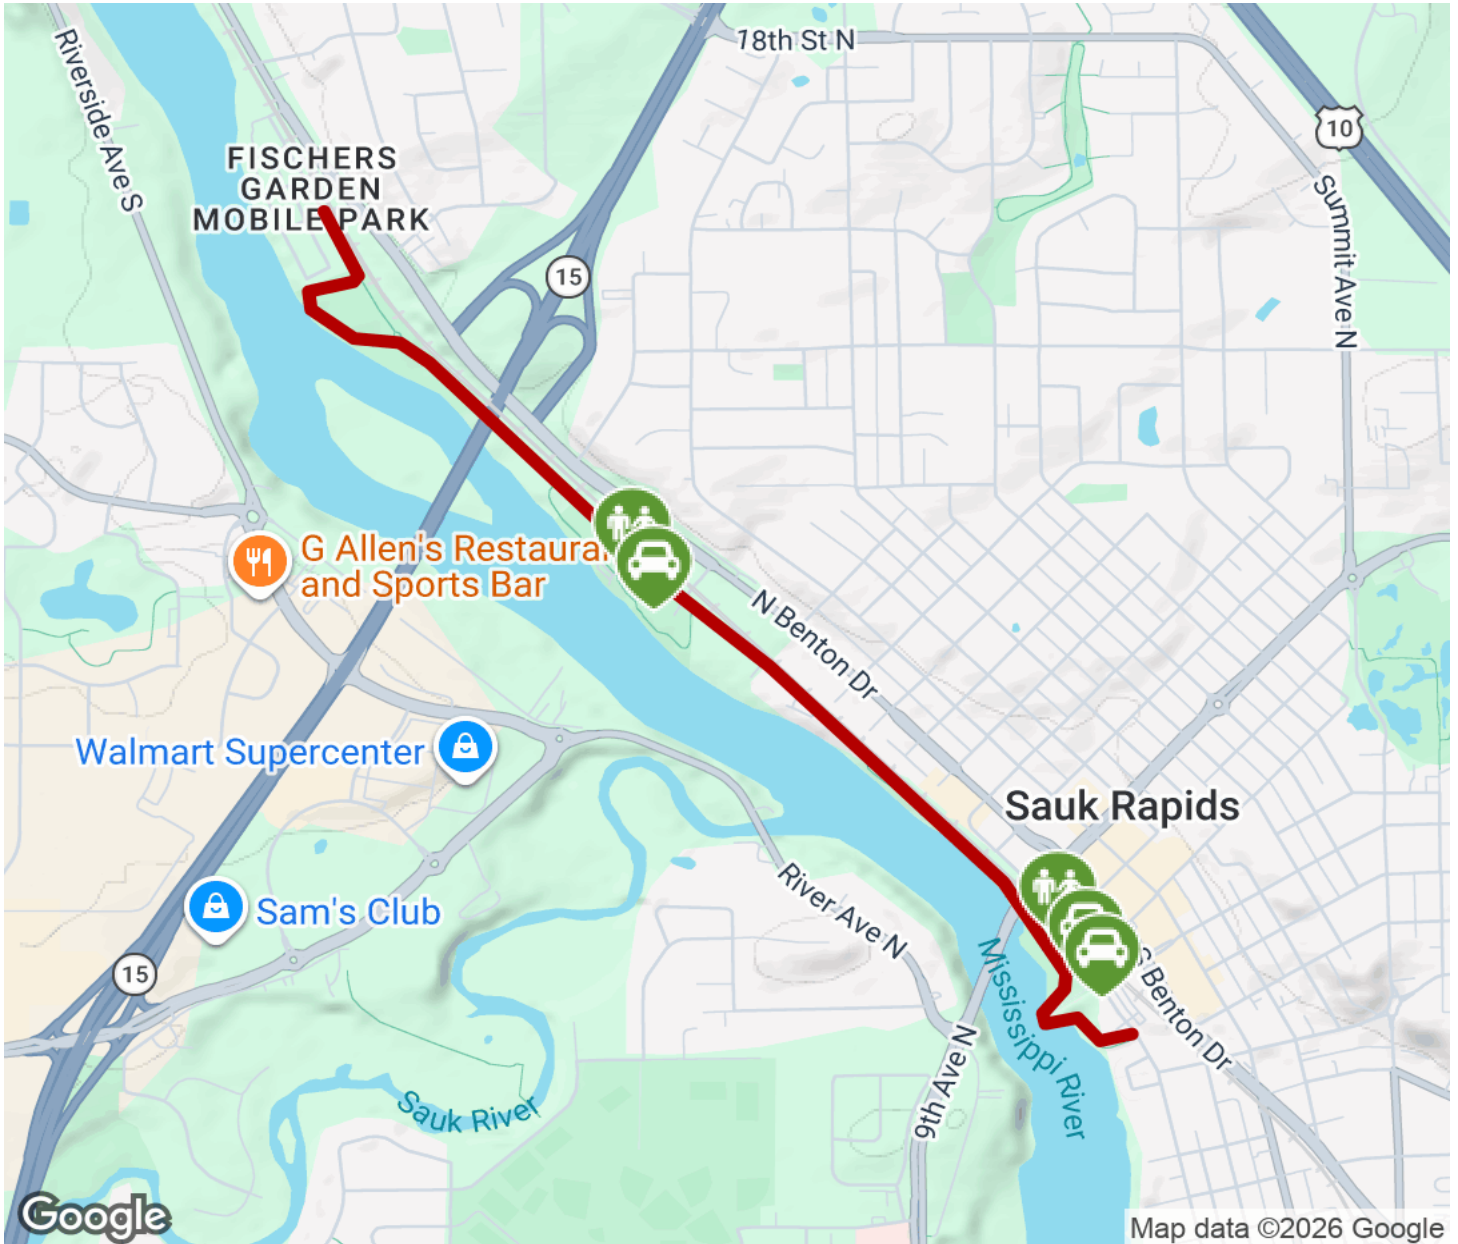 18th St N
Riverside Ave S
10
FISCHERS
GARDEN
MOBILE PARK
Summit Ave N
15
G Allen's Restaura
and Sports Bar
N Benton Dr
Walmart Supercenter
Sauk Rapids
River Ave N
Sam's Club
Mississippi River
S Benton Dr
15
9th Ave N
Sauk River
Google
Map data ©2026 Google